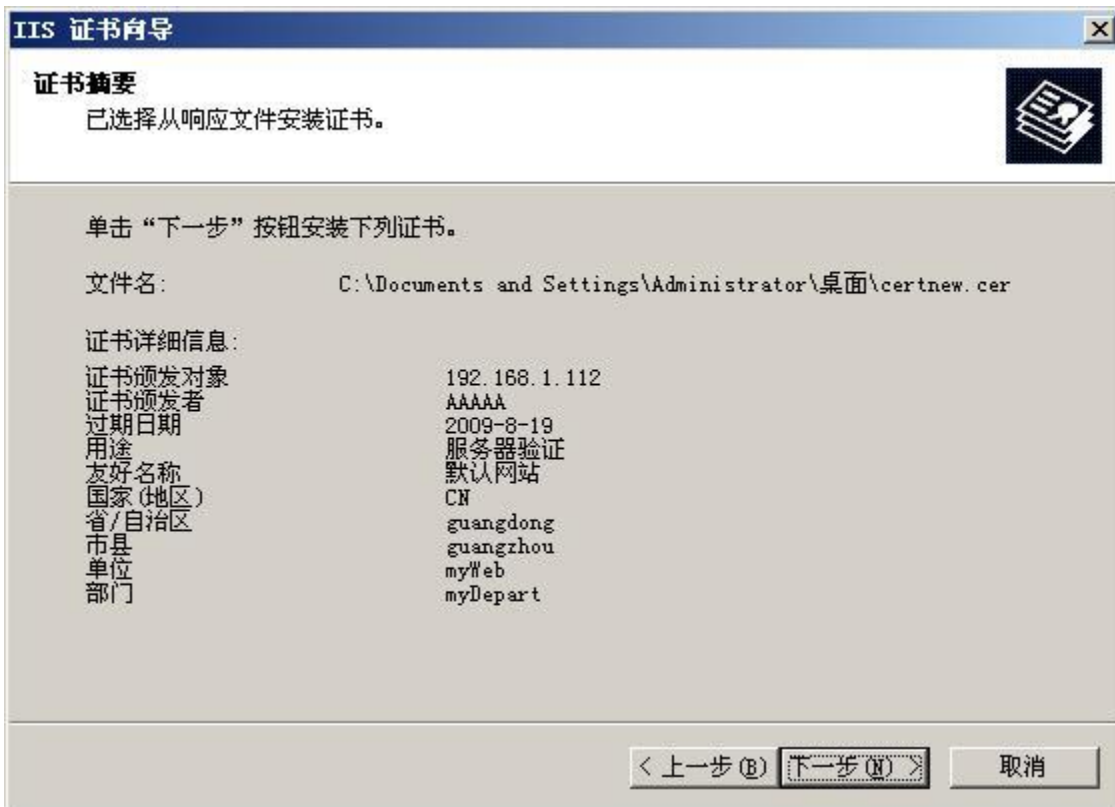 IIS 证书向导
证书摘要
已选择从响应文件安装证书。
单击“下一步”按钮安装下列证书。
文件名: C:\Documents and Settings\Administrator\桌面\certnew.cer
证书详细信息:
证书颁发对象 192.168.1.112
证书颁发者 AAAAA
过期日期 2009-8-19
用途 服务器验证
友好名称 默认网站
国家(地区) CN
省/自治区 guangdong
市县 guangzhou
单位 myWeb
部门 myDepart
< 上一步(B) 下一步(N) > 取消